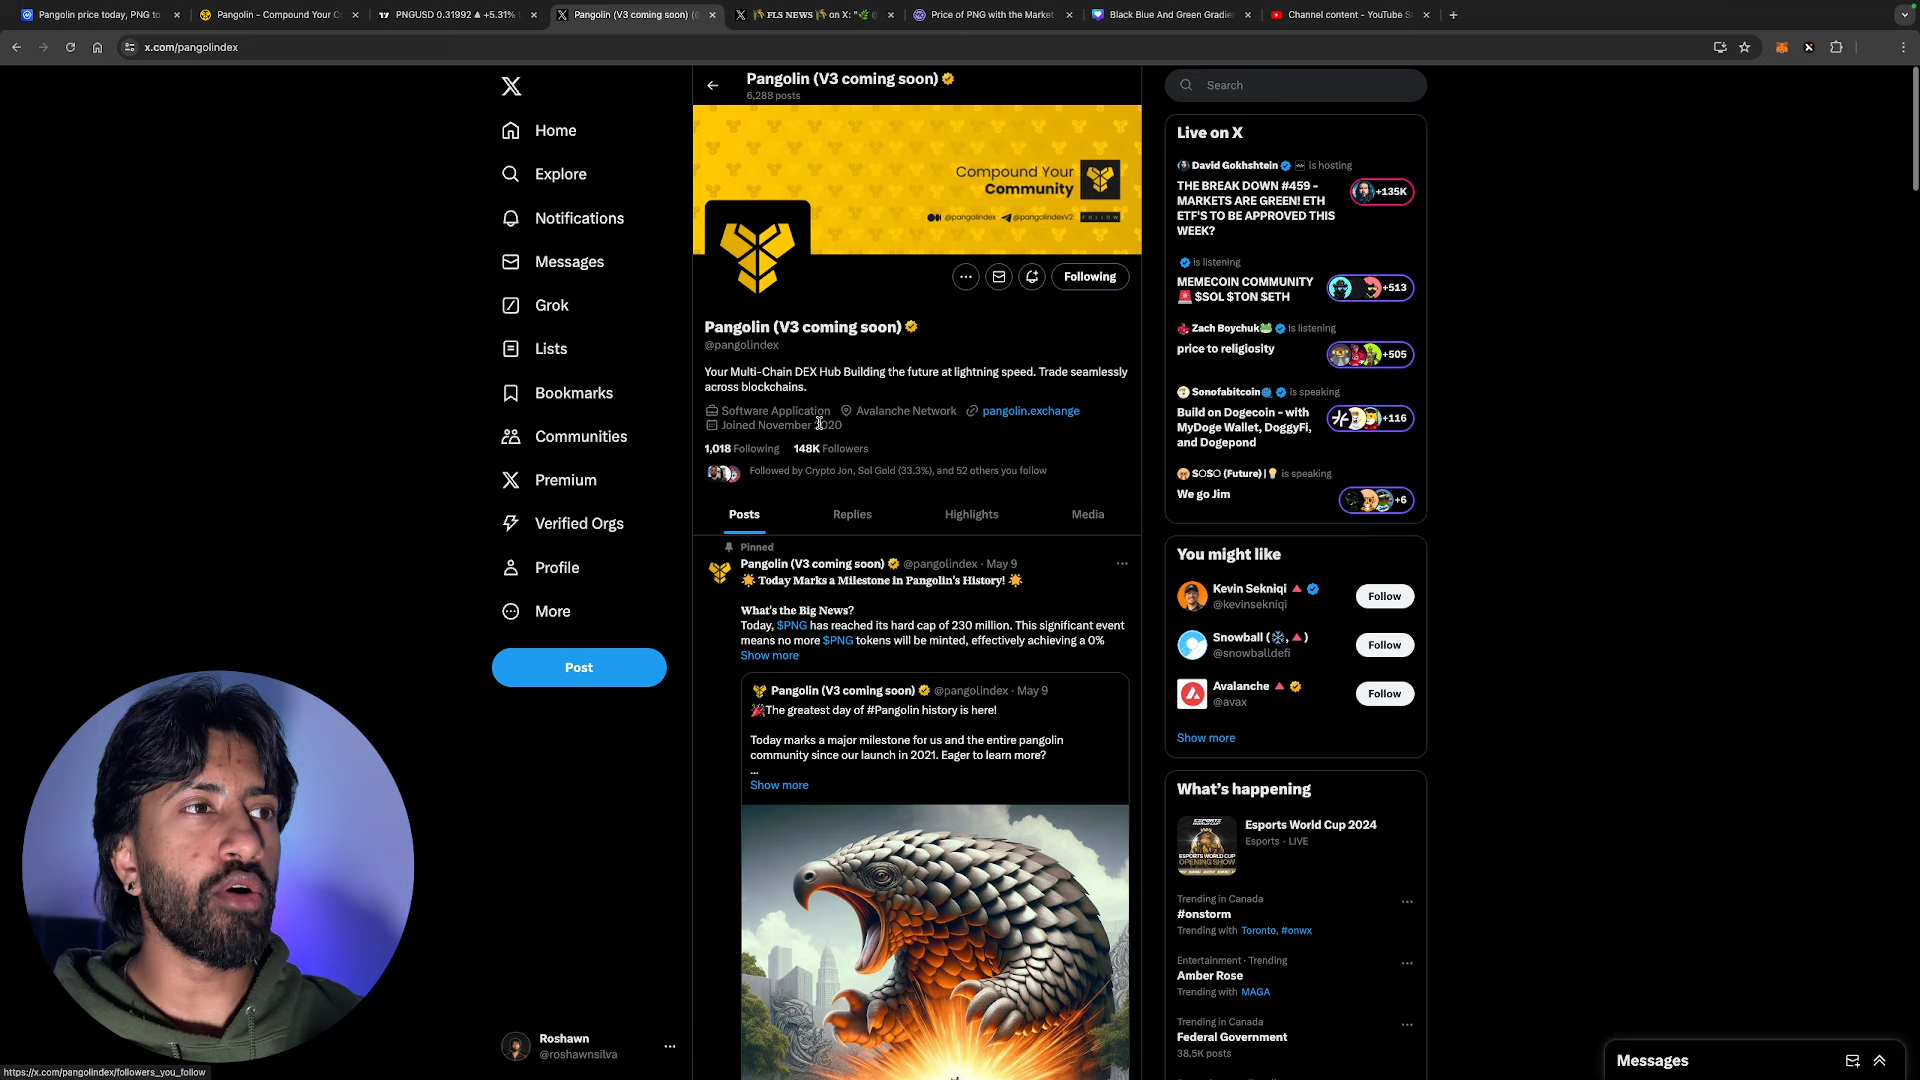 Pangolin price today, PNG to
Pangolin - Compound Your C
PNGUSD 0.31992 ▲ +5.31%
Pangolin (V3 coming soon) (
🌾 FLS NEWS 🌾 on X: "🌿
Price of PNG with the Market
Black Blue And Green Gradie
Channel content - YouTube S
x.com/pangolindex
Pangolin (V3 coming soon)
6,288 posts
Compound Your
Community
@pangolindex
@pangolindexV2
FOLLOW
Following
Pangolin (V3 coming soon)
@pangolindex
Your Multi-Chain DEX Hub Building the future at lightning speed. Trade seamlessly
across blockchains.
Software Application Avalanche Network pangolin.exchange
Joined November 2020
1,018 Following 148K Followers
Followed by Crypto Jon, Sol Gold (33.3%), and 52 others you follow
Posts Replies Highlights Media
Pinned
Pangolin (V3 coming soon) @pangolindex · May 9
🌟 Today Marks a Milestone in Pangolin's History! 🌟
What's the Big News?
Today, $PNG has reached its hard cap of 230 million. This significant event
means no more $PNG tokens will be minted, effectively achieving a 0%
Show more
Pangolin (V3 coming soon) @pangolindex · May 9
🎉The greatest day of #Pangolin history is here!
Today marks a major milestone for us and the entire pangolin
community since our launch in 2021. Eager to learn more?
...
Show more
Home
Explore
Notifications
Messages
Grok
Lists
Bookmarks
Communities
Premium
Verified Orgs
Profile
More
Post
Roshawn
@roshawnsilva
https://x.com/pangolindex/followers_you_follow
Search
Live on X
David Gokhshtein is hosting
THE BREAK DOWN #459 -
MARKETS ARE GREEN! ETH
ETF'S TO BE APPROVED THIS
WEEK?
+135K
is listening
MEMECOIN COMMUNITY
🚨 $SOL $TON $ETH
+513
Zach Boychuk🐸 is listening
price to religiosity
+505
Sonofabitcoin is speaking
Build on Dogecoin - with
MyDoge Wallet, DoggyFi,
and Dogepond
+116
SOSO (Future) |💡 is speaking
We go Jim
+6
You might like
Kevin Sekniqi 🔺
@kevinsekniqi
Follow
Snowball (❄️,🔺)
@snowballdefi
Follow
Avalanche 🔺
@avax
Follow
Show more
What's happening
Esports World Cup 2024
Esports · LIVE
ESPORTS
WORLD CUP
OPENING SHOW
Trending in Canada
#onstorm
Trending with Toronto, #onwx
Entertainment · Trending
Amber Rose
Trending with MAGA
Trending in Canada
Federal Government
38.5K posts
Messages